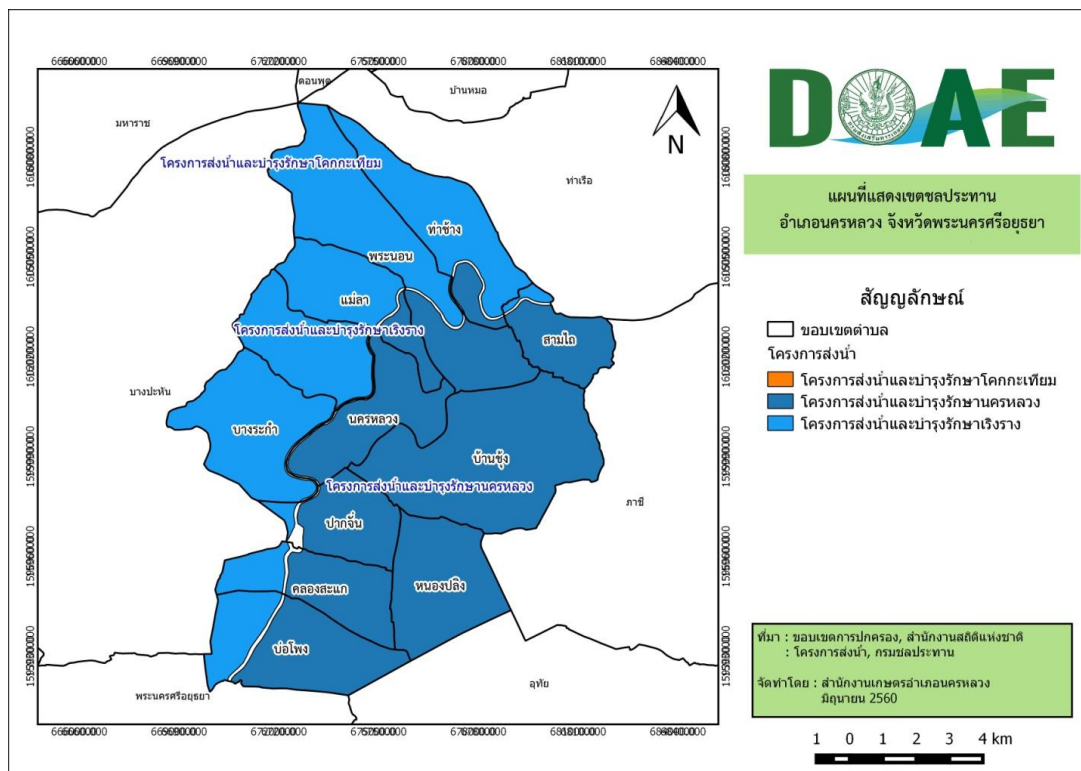 DOAE
แผนที่แสดงเขตชลประทาน
อำเภอนครหลวง จังหวัดพระนครศรีอยุธยา
สัญญลักษณ์
ขอบเขตตำบล
โครงการส่งน้ำ
โครงการส่งน้ำและบำรุงรักษาโคกกะเทียม
โครงการส่งน้ำและบำรุงรักษานครหลวง
โครงการส่งน้ำและบำรุงรักษาเริงราง
ที่มา : ขอบเขตการปกครอง, สำนักงานสถิติแห่งชาติ
: โครงการส่งน้ำ, กรมชลประทาน
จัดทำโดย : สำนักงานเกษตรอำเภอนครหลวง
มิถุนายน 2560
1 0 1 2 3 4 km
N
ดอนพุด
บ้านหมอ
มหาราช
ท่าเรือ
โครงการส่งน้ำและบำรุงรักษาโคกกะเทียม
ท่าช้าง
พระนอน
แม่ลา
โครงการส่งน้ำและบำรุงรักษาเริงราง
สามไถ
บางปะหัน
นครหลวง
บางระกำ
บ้านชุ้ง
โครงการส่งน้ำและบำรุงรักษานครหลวง
ภาชี
ปากจั่น
หนองปลิง
คลองสะแก
บ่อโพง
อุทัย
พระนครศรีอยุธยา